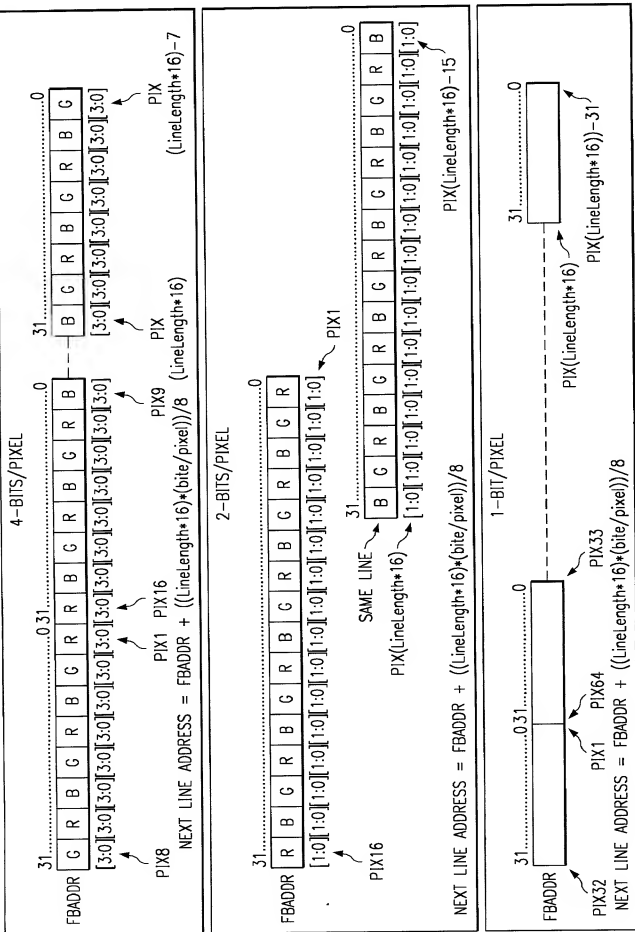 4-BITS/PIXEL
31..............0 31..............0
31..............0
FBADDR G R B G R B G R R B G R B G R B
B G R B G R B G
[3:0][3:0][3:0][3:0][3:0][3:0][3:0][3:0][3:0][3:0][3:0][3:0][3:0][3:0][3:0][3:0]
[3:0][3:0][3:0][3:0][3:0][3:0][3:0][3:0]
PIX8
PIX1 PIX16
PIX9
PIX
(LineLength*16)
PIX
(LineLength*16)-7
NEXT LINE ADDRESS = FBADDR + ((LineLength*16)*(bite/pixel))/8
2-BITS/PIXEL
31..............0
FBADDR R B G R B G R B G R B G R B G R
[1:0][1:0][1:0][1:0][1:0][1:0][1:0][1:0][1:0][1:0][1:0][1:0][1:0][1:0][1:0][1:0]
PIX16
PIX1
31..............0
SAME LINE B G R B G R B G R B G R B G R B
[1:0][1:0][1:0][1:0][1:0][1:0][1:0][1:0][1:0][1:0][1:0][1:0][1:0][1:0][1:0][1:0]
PIX(LineLength*16)
PIX(LineLength*16)-15
NEXT LINE ADDRESS = FBADDR + ((LineLength*16)*(bite/pixel))/8
1-BIT/PIXEL
31..............0 31..............0
31..............0
FBADDR
PIX32
PIX1 PIX64
PIX33
PIX(LineLength*16)
PIX(LineLength*16))-31
NEXT LINE ADDRESS = FBADDR + ((LineLength*16)*(bite/pixel))/8